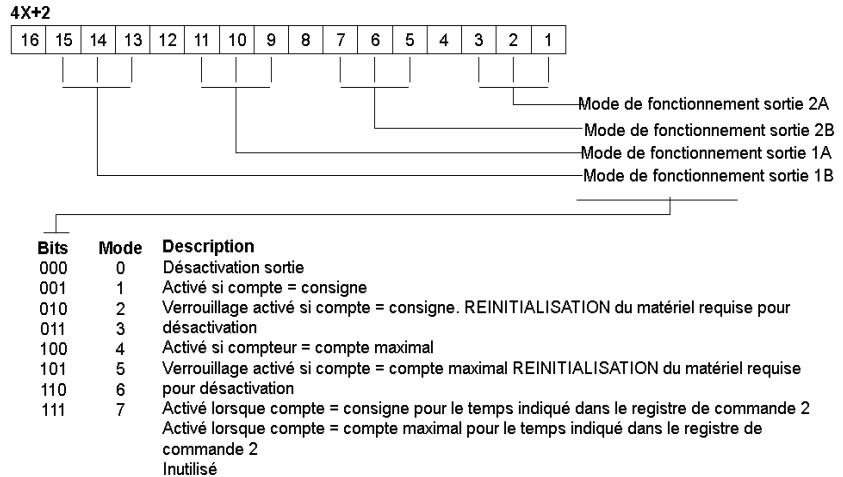 4X+2
16 15 14 13 12 11 10 9 8 7 6 5 4 3 2 1
Mode de fonctionnement sortie 2A
Mode de fonctionnement sortie 2B
Mode de fonctionnement sortie 1A
Mode de fonctionnement sortie 1B
Bits Mode Description
000 0 Désactivation sortie
001 1 Activé si compte = consigne
010 2 Verrouillage activé si compte = consigne. REINITIALISATION du matériel requise pour
011 3 désactivation
100 4 Activé si compteur = compte maximal
101 5 Verrouillage activé si compte = compte maximal REINITIALISATION du matériel requise
110 6 pour désactivation
111 7 Activé lorsque compte = consigne pour le temps indiqué dans le registre de commande 2
Activé lorsque compte = compte maximal pour le temps indiqué dans le registre de
commande 2
Inutilisé